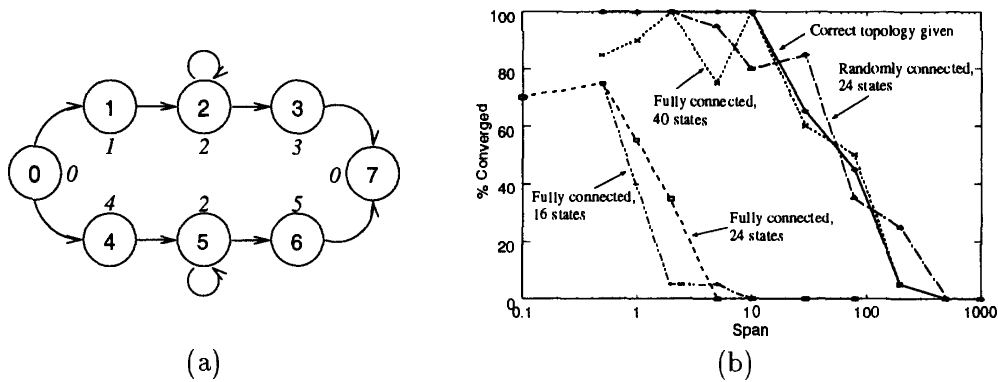 1
2
3
0
0
1
2
3
0
7
4
2
5
4
5
6
(a)
100
80
60
40
20
0
% Converged
Correct topology given
Randomly connected,
24 states
Fully connected,
40 states
Fully connected,
16 states
Fully connected,
24 states
0.1
1
10
100
1000
Span
(b)